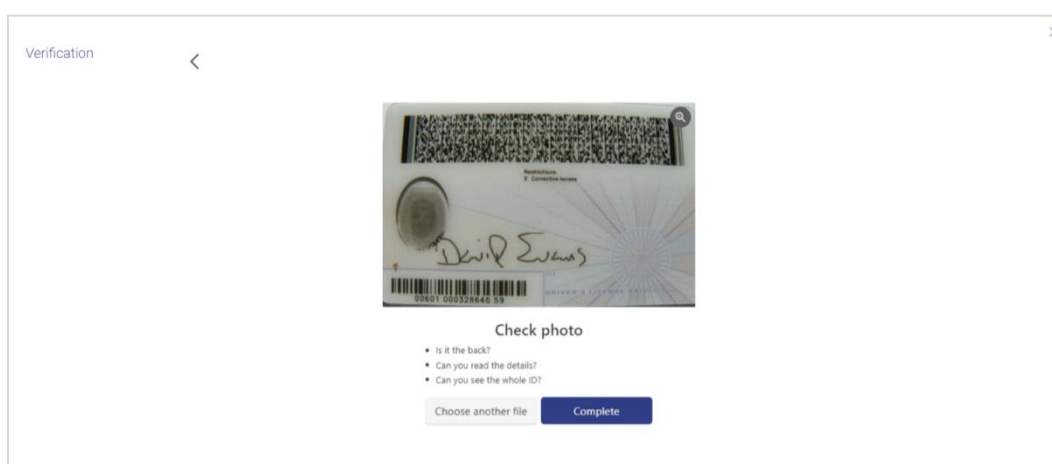 Verification
Restrictions:
X Corrective lenses
David Evans
00601 000328646 59
DRIVER'S LICENSE
Check photo
Is it the back?
Can you read the details?
Can you see the whole ID?
Choose another file
Complete